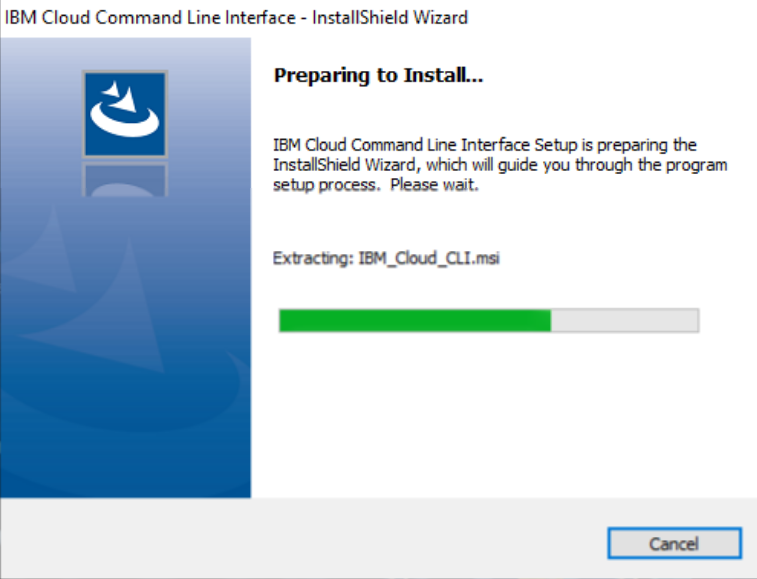 IBM Cloud Command Line Interface - InstallShield Wizard
Preparing to Install...
IBM Cloud Command Line Interface Setup is preparing the
InstallShield Wizard, which will guide you through the program
setup process.  Please wait.
Extracting: IBM_Cloud_CLI.msi
Cancel